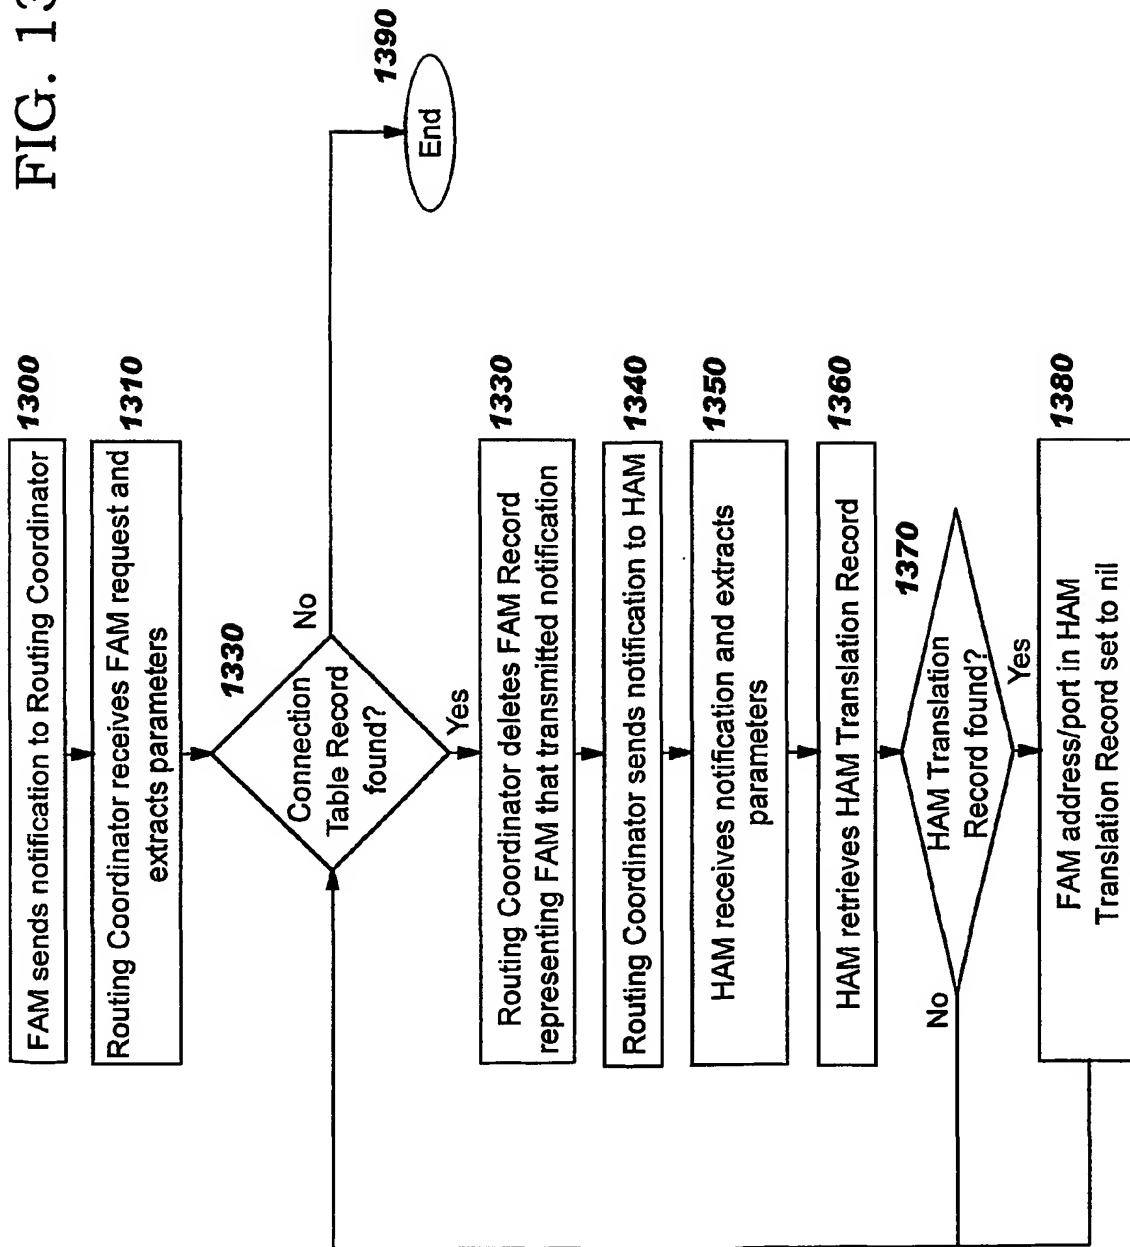 FIG. 13
1300
FAM sends notification to Routing Coordinator
1310
Routing Coordinator receives FAM request and
extracts parameters
1330
Connection
Table Record
found?
No
1390
End
Yes
1330
Routing Coordinator deletes FAM Record
representing FAM that transmitted notification
1340
Routing Coordinator sends notification to HAM
1350
HAM receives notification and extracts
parameters
1360
HAM retrieves HAM Translation Record
1370
HAM Translation
Record found?
No
Yes
1380
FAM address/port in HAM
Translation Record set to nil